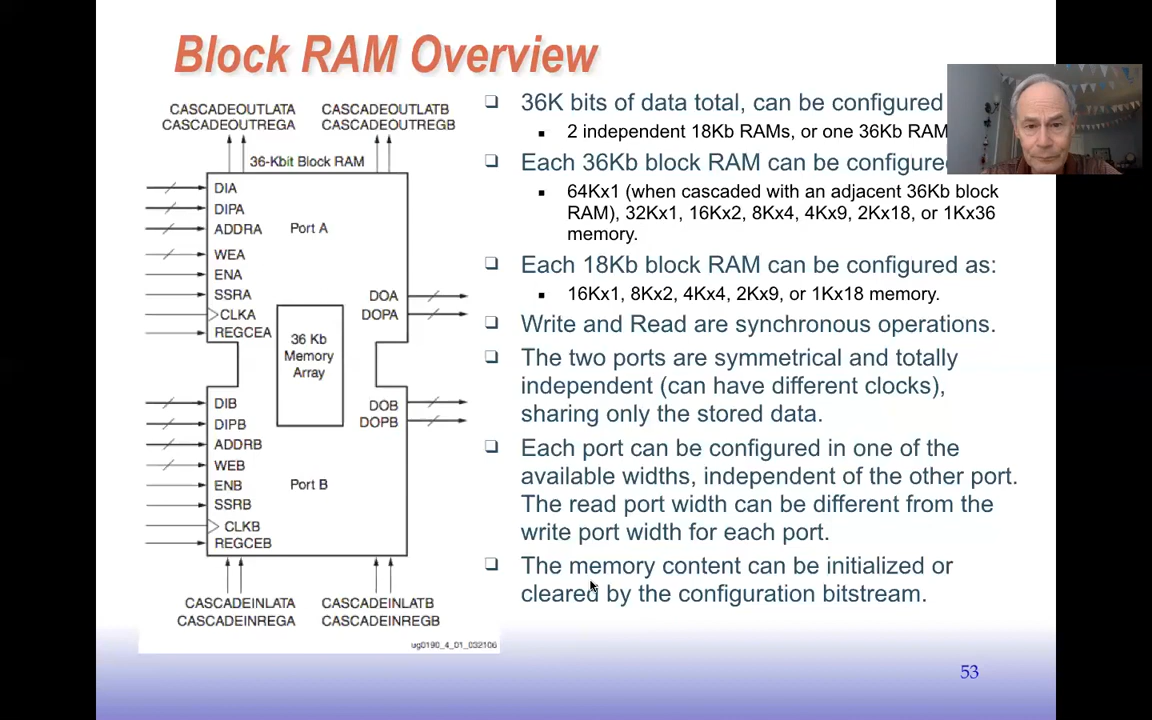 Block RAM Overview
CASCADEOUTLATA
CASCADEOUTREGA
CASCADEOUTLATB
CASCADEOUTREGB
36-Kbit Block RAM
DIA
DIPA
ADDRA
Port A
WEA
ENA
SSRA
CLKA
REGCEA
DOA
DOPA
36 Kb
Memory
Array
DIB
DIPB
ADDRB
WEB
ENB
Port B
SSRB
CLKB
REGCEB
DOB
DOPB
CASCADEINLATA
CASCADEINREGA
CASCADEINLATB
CASCADEINREGB
ug0190_4_01_032106
36K bits of data total, can be configured
2 independent 18Kb RAMs, or one 36Kb RAM
Each 36Kb block RAM can be configured
64Kx1 (when cascaded with an adjacent 36Kb block
RAM), 32Kx1, 16Kx2, 8Kx4, 4Kx9, 2Kx18, or 1Kx36
memory.
Each 18Kb block RAM can be configured as:
16Kx1, 8Kx2, 4Kx4, 2Kx9, or 1Kx18 memory.
Write and Read are synchronous operations.
The two ports are symmetrical and totally
independent (can have different clocks),
sharing only the stored data.
Each port can be configured in one of the
available widths, independent of the other port.
The read port width can be different from the
write port width for each port.
The memory content can be initialized or
cleared by the configuration bitstream.
53